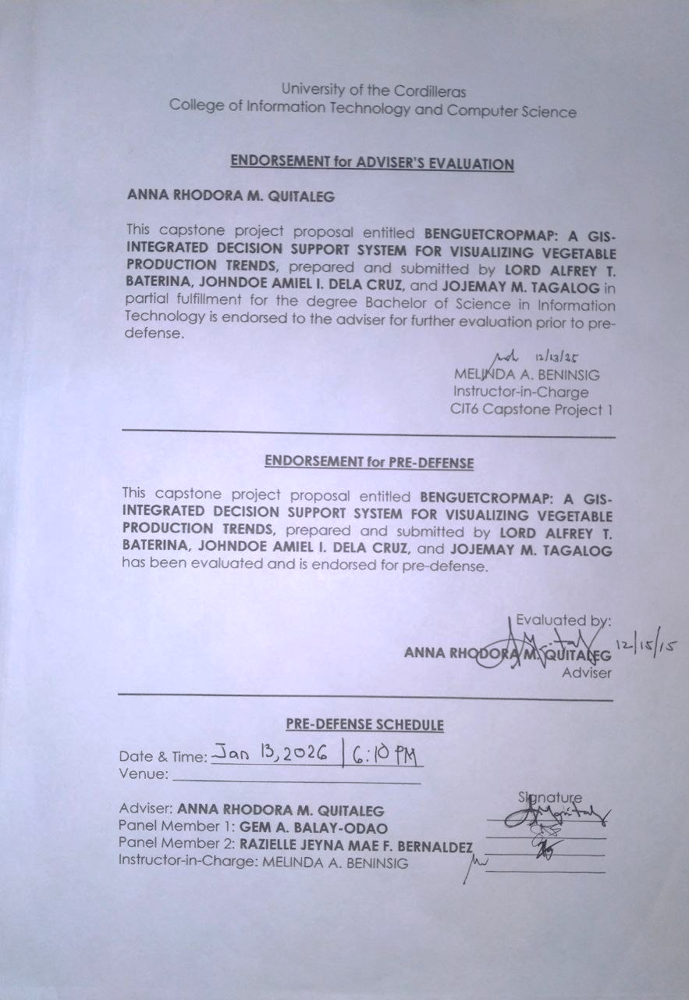 University of the Cordilleras
College of Information Technology and Computer Science
ENDORSEMENT for ADVISER'S EVALUATION
ANNA RHODORA M. QUITALEG
This capstone project proposal entitled BENGUETCROPMAP: A GIS-
INTEGRATED DECISION SUPPORT SYSTEM FOR VISUALIZING VEGETABLE
PRODUCTION TRENDS, prepared and submitted by LORD ALFREY T.
BATERINA, JOHNDOE AMIEL I. DELA CRUZ, and JOJEMAY M. TAGALOG in
partial fulfillment for the degree Bachelor of Science in Information
Technology is endorsed to the adviser for further evaluation prior to pre-
defense.
12/13/25
MELINDA A. BENINSIG
Instructor-in-Charge
CIT6 Capstone Project 1
ENDORSEMENT for PRE-DEFENSE
This capstone project proposal entitled BENGUETCROPMAP: A GIS-
INTEGRATED DECISION SUPPORT SYSTEM FOR VISUALIZING VEGETABLE
PRODUCTION TRENDS, prepared and submitted by LORD ALFREY T.
BATERINA, JOHNDOE AMIEL I. DELA CRUZ, and JOJEMAY M. TAGALOG
has been evaluated and is endorsed for pre-defense.
Evaluated by:
ANNA RHODORA M. QUITALEG 12/15/15
Adviser
PRE-DEFENSE SCHEDULE
Date & Time: Jan 13, 2026 | 6:10 PM
Venue:
Signature
Adviser: ANNA RHODORA M. QUITALEG
Panel Member 1: GEM A. BALAY-ODAO
Panel Member 2: RAZIELLE JEYNA MAE F. BERNALDEZ
Instructor-in-Charge: MELINDA A. BENINSIG